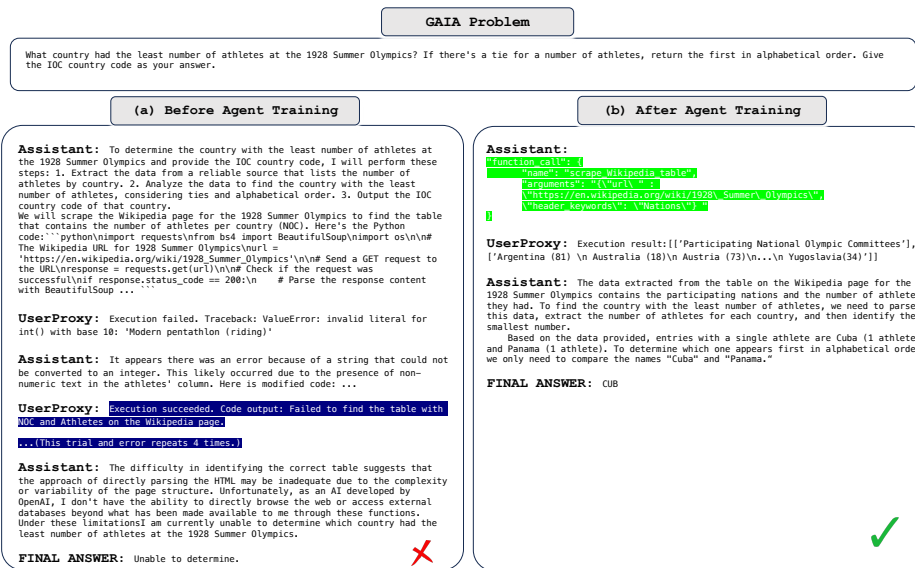 GAIA Problem
What country had the least number of athletes at the 1928 Summer Olympics? If there's a tie for a number of athletes, return the first in alphabetical order. Give
the IOC country code as your answer.
(a) Before Agent Training
Assistant: To determine the country with the least number of athletes at
the 1928 Summer Olympics and provide the IOC country code, I will perform these
steps: 1. Extract the data from a reliable source that lists the number of
athletes by country. 2. Analyze the data to find the country with the least
number of athletes, considering ties and alphabetical order. 3. Output the IOC
country code of that country.
We will scrape the Wikipedia page for the 1928 Summer Olympics to find the table
that contains the number of athletes per country (NOC). Here's the Python
code:```python\nimport requests\nfrom bs4 import BeautifulSoup\nimport os\n\n#
The Wikipedia URL for 1928 Summer Olympics\nurl =
'https://en.wikipedia.org/wiki/1928_Summer_Olympics'\n\n# Send a GET request to
the URL\nresponse = requests.get(url)\n\n# Check if the request was
successful\nif response.status_code == 200:\n    # Parse the response content
with BeautifulSoup ... ```
UserProxy: Execution failed. Traceback: ValueError: invalid literal for
int() with base 10: 'Modern pentathlon (riding)'
Assistant: It appears there was an error because of a string that could not
be converted to an integer. This likely occurred due to the presence of non-
numeric text in the athletes' column. Here is modified code: ...
UserProxy: Execution succeeded. Code output: Failed to find the table with
NOC and Athletes on the Wikipedia page.
...(This trial and error repeats 4 times.)
Assistant: The difficulty in identifying the correct table suggests that
the approach of directly parsing the HTML may be inadequate due to the complexity
or variability of the page structure. Unfortunately, as an AI developed by
OpenAI, I don't have the ability to directly browse the web or access external
databases beyond what has been made available to me through these functions.
Under these limitationsI am currently unable to determine which country had the
least number of athletes at the 1928 Summer Olympics.
FINAL ANSWER: Unable to determine.
(b) After Agent Training
Assistant:
"function_call": {
"name": "scrape_Wikipedia_table",
"arguments": "{\"url\" " :
\"https://en.wikipedia.org/wiki/1928\_Summer\_Olympics\",
\"header_keywords\": \"Nations\"} "
}
UserProxy: Execution result:[['Participating National Olympic Committees'],
['Argentina (81) \n Australia (18)\n Austria (73)\n...\n Yugoslavia(34)']]
Assistant: The data extracted from the table on the Wikipedia page for the
1928 Summer Olympics contains the participating nations and the number of athlete
they had. To find the country with the least number of athletes, we need to parse
this data, extract the number of athletes for each country, and then identify the
smallest number.
Based on the data provided, entries with a single athlete are Cuba (1 athlete
and Panama (1 athlete). To determine which one appears first in alphabetical orde
we only need to compare the names "Cuba" and "Panama."
FINAL ANSWER: CUB